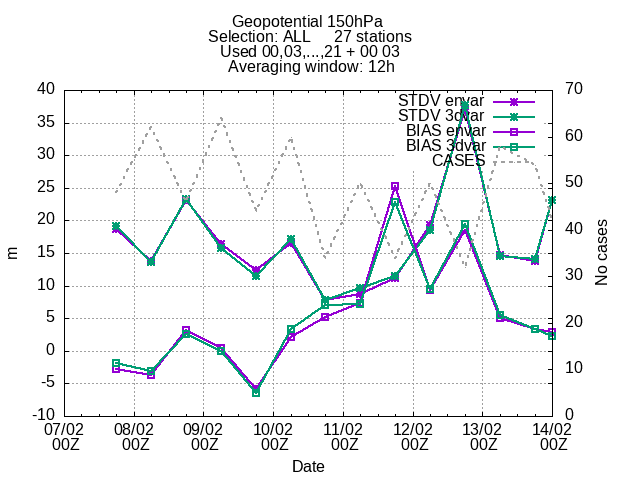 Geopotential 150hPa
Selection: ALL 27 stations
Used 00,03,...,21 + 00 03
Averaging window: 12h
40
35
30
25
20
15
10
5
0
-5
-10
m
70
60
50
40
30
20
10
0
No cases
STDV envar
STDV 3dvar
BIAS envar
BIAS 3dvar
CASES
07/02 08/02 09/02 10/02 11/02 12/02 13/02 14/02
00Z 00Z 00Z 00Z 00Z 00Z 00Z 00Z
Date